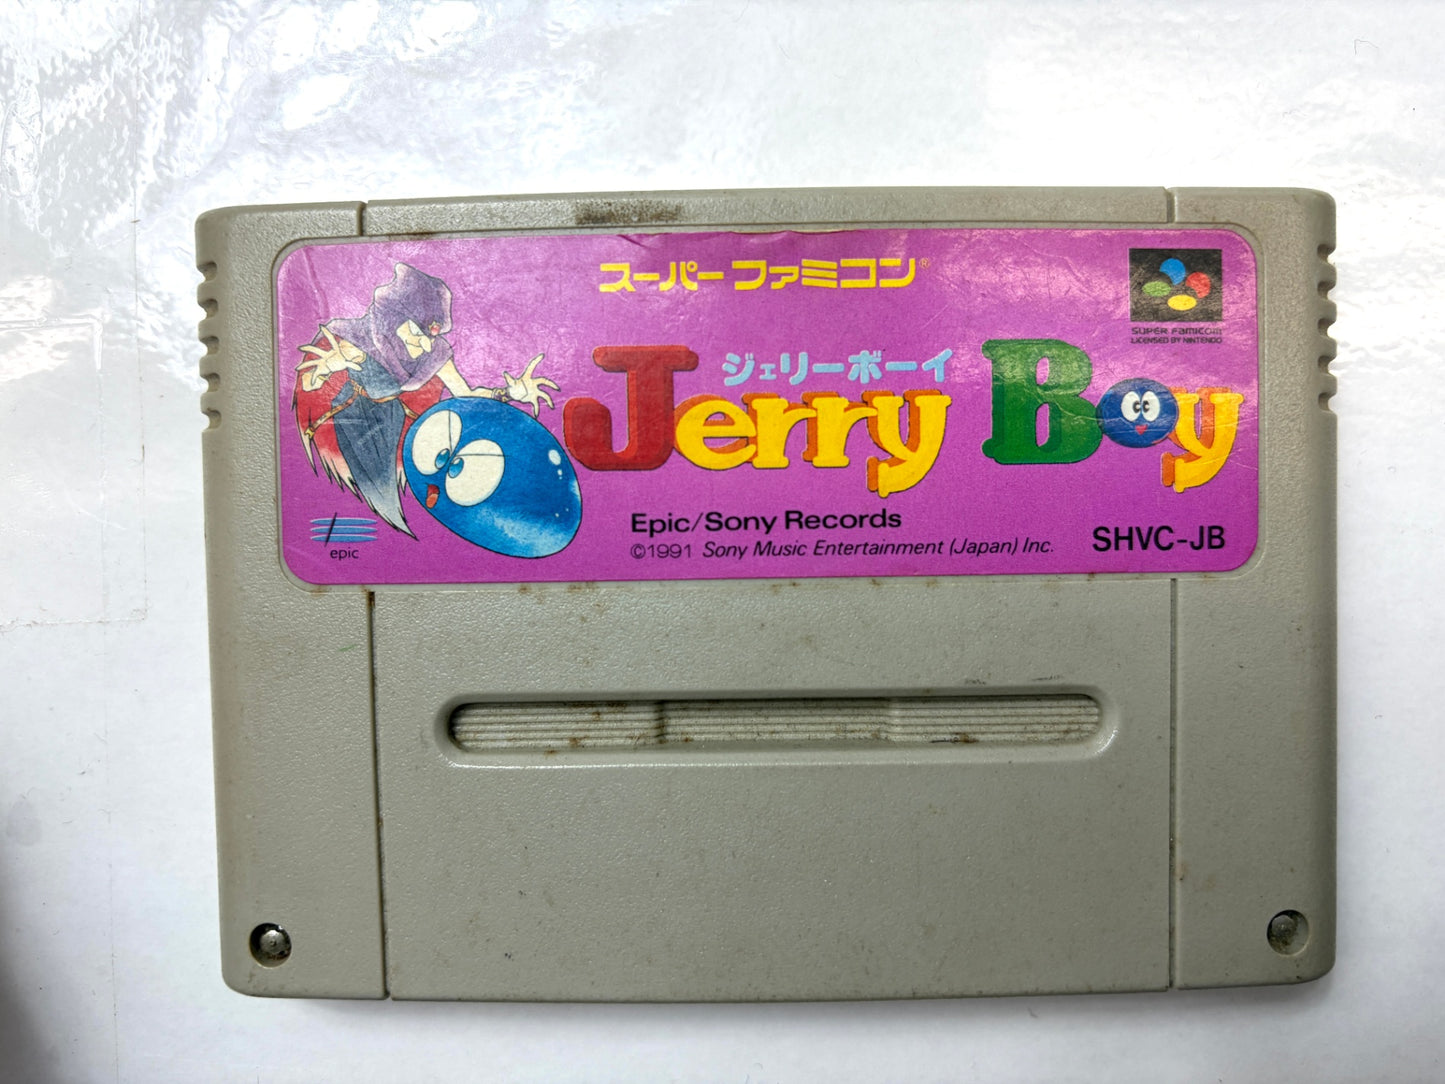 スーパーファミコン®
SUPER FAMICOM
LICENSED BY NINTENDO
ジェリーボーイ
Jerry Boy
Epic/Sony Records
©1991 Sony Music Entertainment (Japan) Inc.
SHVC-JB
epic